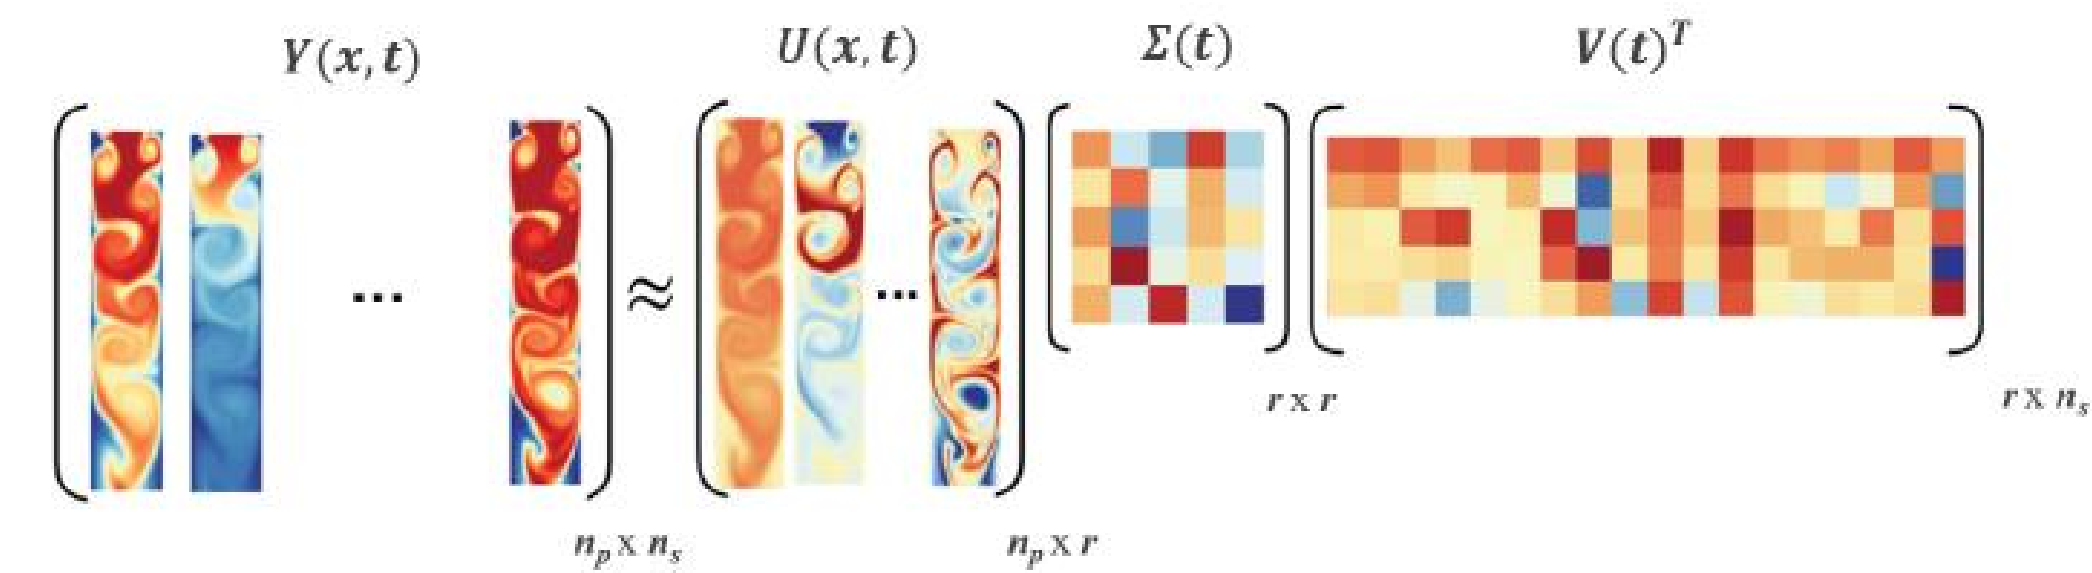 Y(x, t) U(x, t) Σ(t) V(t)^T
... ≈ ...
r x r r x n_s
n_p x n_s n_p x r